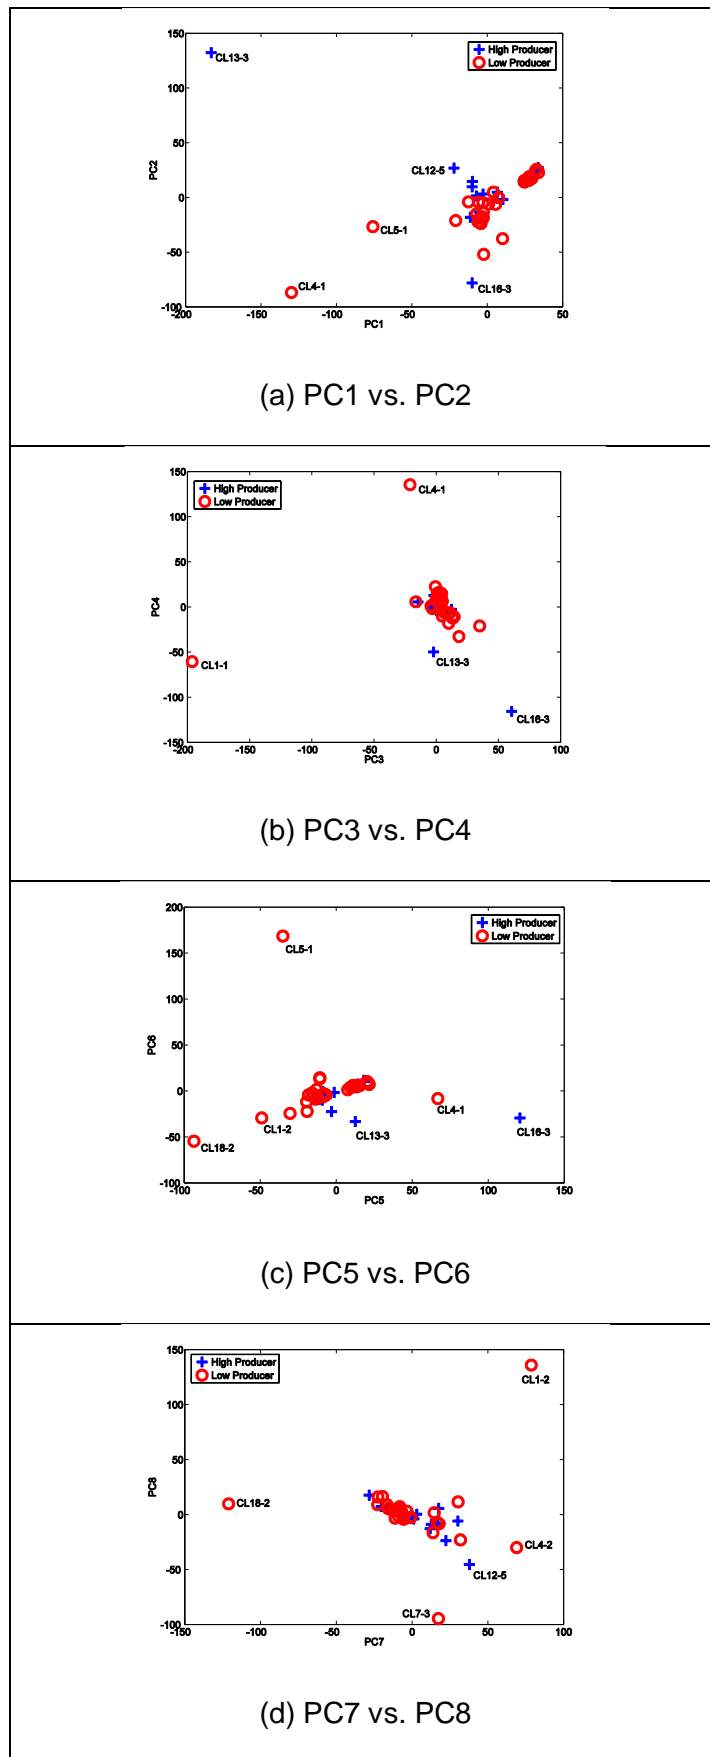 150
High Producer
Low Producer
CL13-3
100
50
CL12-5
PC2
0
CL5-1
-50
CL16-3
CL4-1
-100
-200
-150
-100
-50
0
50
PC1
(a) PC1 vs. PC2
150
High Producer
Low Producer
CL4-1
100
50
PC4
0
CL13-3
-50
CL1-1
-100
CL16-3
-150
-200
-150
-100
-50
0
50
100
PC3
(b) PC3 vs. PC4
200
High Producer
Low Producer
CL5-1
150
100
50
PC6
0
CL4-1
CL1-2
CL13-3
CL16-3
-50
CL18-2
-100
-100
-50
0
50
100
150
PC5
(c) PC5 vs. PC6
150
High Producer
Low Producer
CL1-2
100
50
PC8
CL18-2
0
CL4-2
CL12-5
-50
CL7-3
-100
-150
-100
-50
0
50
100
PC7
(d) PC7 vs. PC8